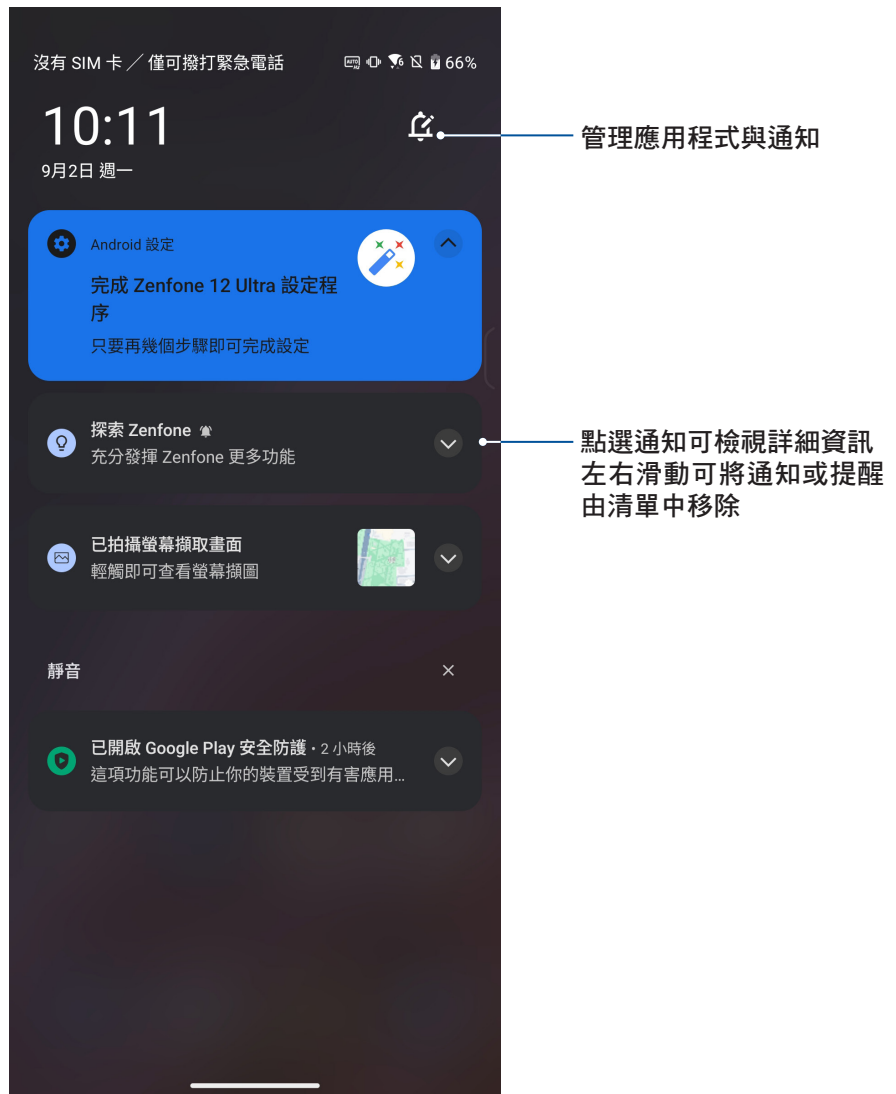 沒有 SIM 卡／僅可撥打緊急電話
66%
10:11
9月2日 週一
管理應用程式與通知
Android 設定
完成 Zenfone 12 Ultra 設定程
序
只要再幾個步驟即可完成設定
探索 Zenfone
充分發揮 Zenfone 更多功能
點選通知可檢視詳細資訊
左右滑動可將通知或提醒
由清單中移除
已拍攝螢幕擷取畫面
輕觸即可查看螢幕擷圖
靜音
已開啟 Google Play 安全防護・2 小時後
這項功能可以防止你的裝置受到有害應用...